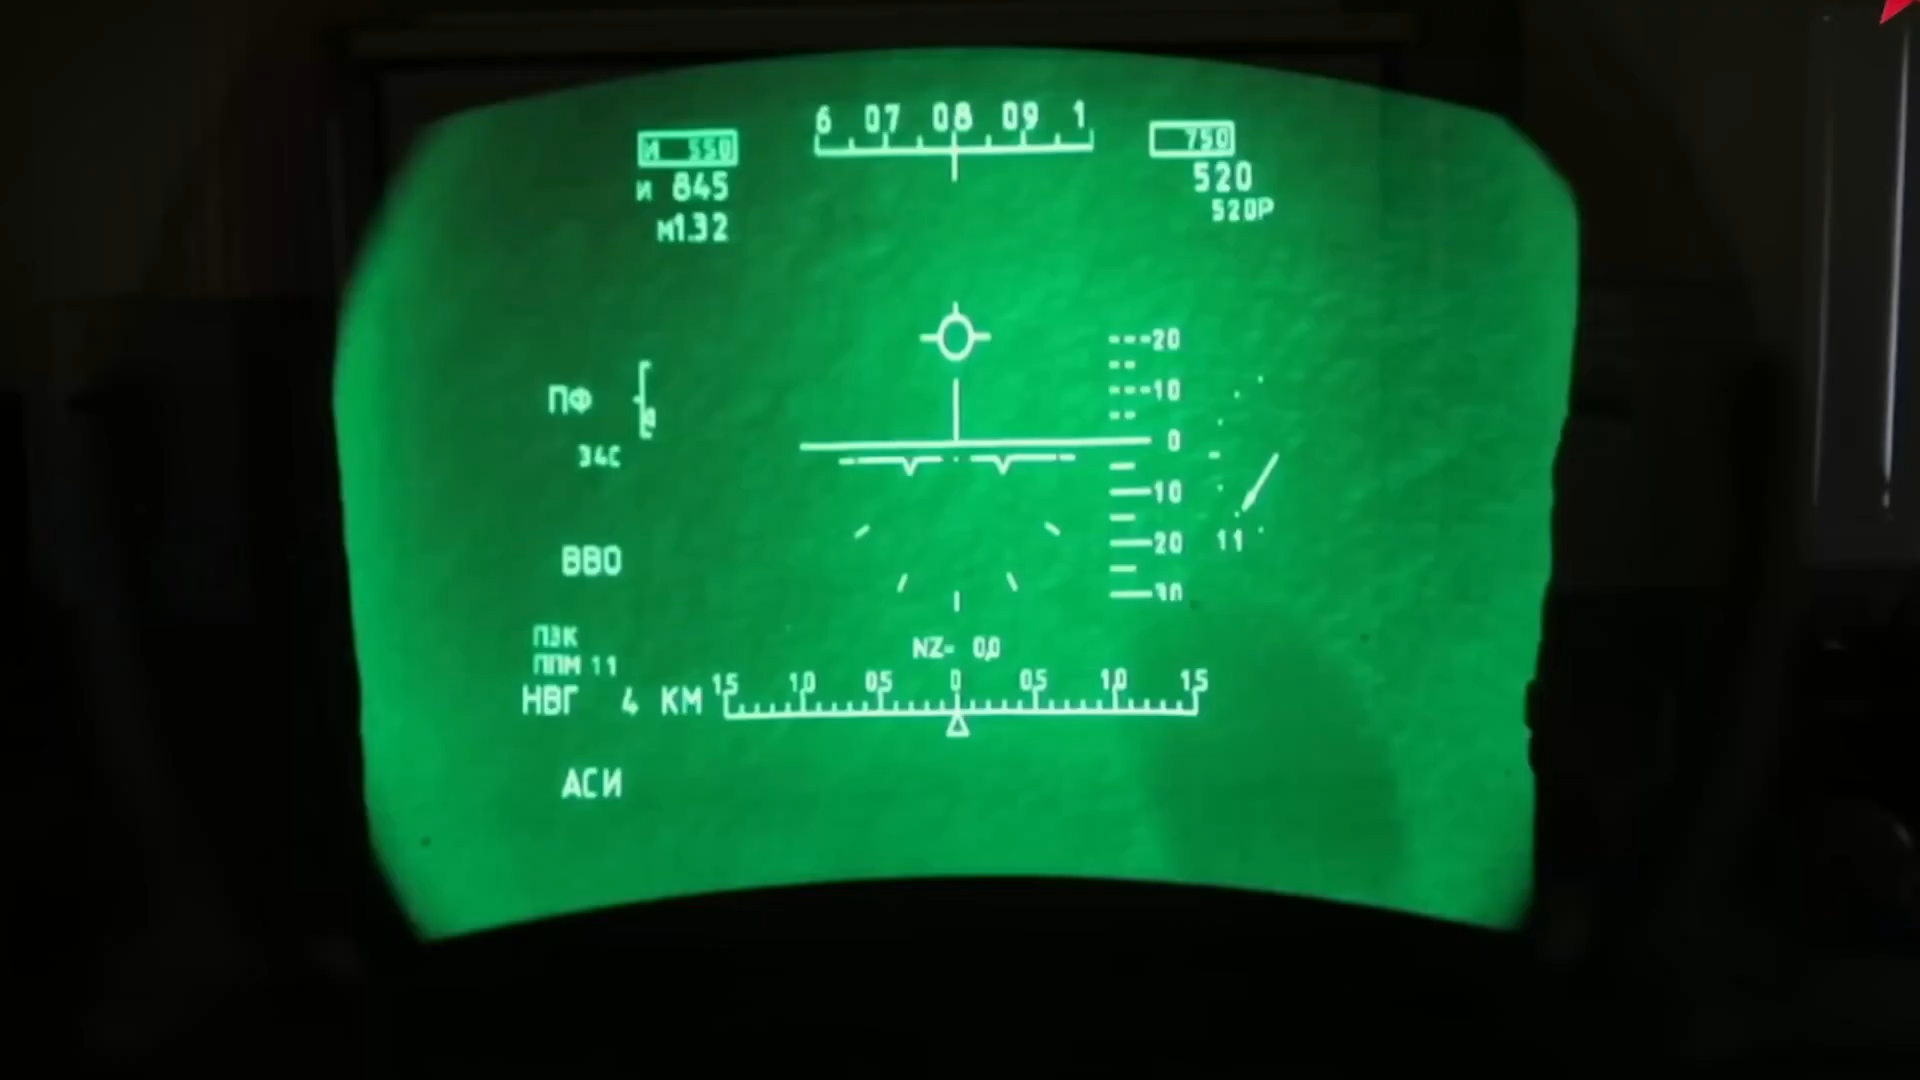 6 07 08 09 1
И 550
750
И 845
520
М1.32
520Р
20
10
0
10
20
30
ПФ
34С
11
ВВО
ПЗК
ППМ 11
НВГ 4 КМ
NZ= 0,0
1,5 1,0 0,5 0 0,5 1,0 1,5
АСИ